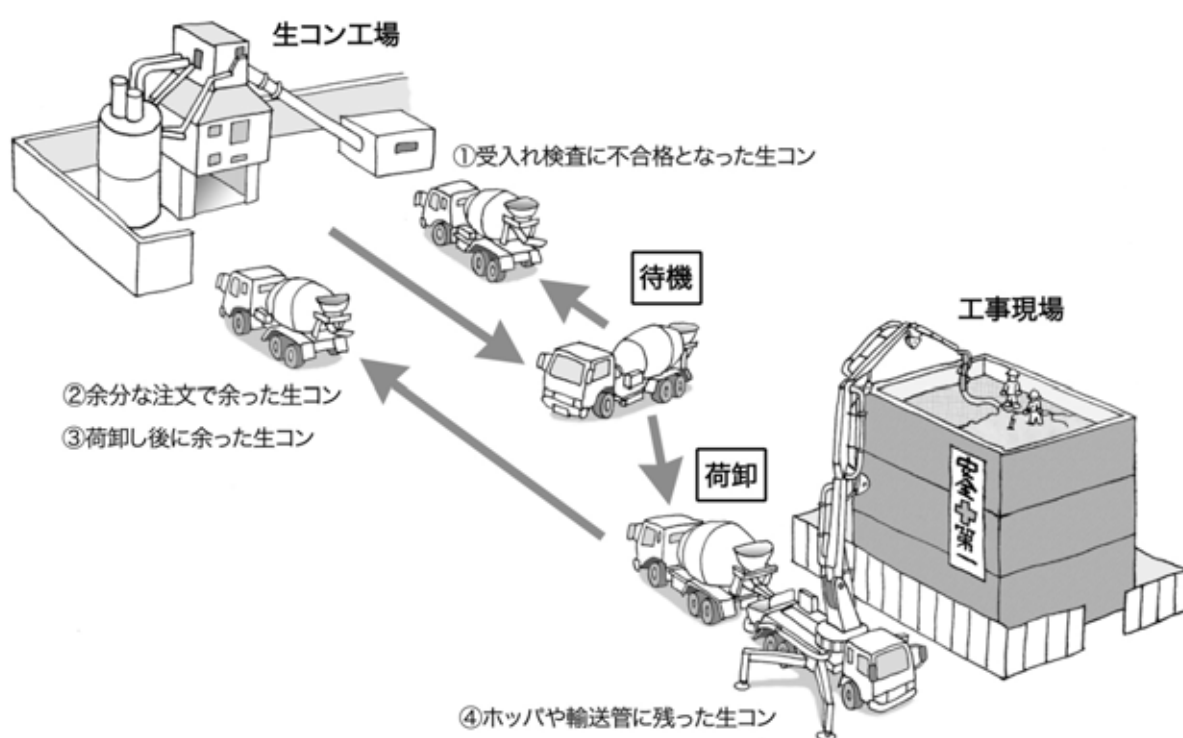 生コン工場
①受入れ検査に不合格となった生コン
待機
工事現場
②余分な注文で余った生コン
③荷卸し後に余った生コン
荷卸
安全✚第一
④ホッパや輸送管に残った生コン